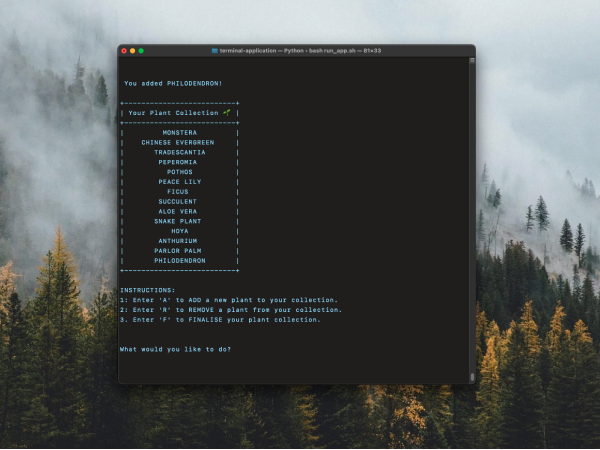 terminal-application — Python • bash run_app.sh — 81×33
You added PHILODENDRON!
Your Plant Collection 🌱
MONSTERA
CHINESE EVERGREEN
TRADESCANTIA
PEPEROMIA
POTHOS
PEACE LILY
FICUS
SUCCULENT
ALOE VERA
SNAKE PLANT
HOYA
ANTHURIUM
PARLOR PALM
PHILODENDRON
INSTRUCTIONS:
1: Enter 'A' to ADD a new plant to your collection.
2: Enter 'R' to REMOVE a plant from your collection.
3. Enter 'F' to FINALISE your plant collection.
What would you like to do?